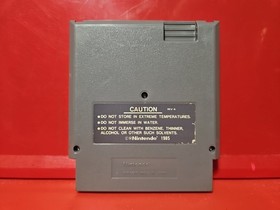 CAUTION
● DO NOT STORE IN EXTREME TEMPERATURES.
● DO NOT IMMERSE IN WATER.
● DO NOT CLEAN WITH BENZENE, THINNER,
ALCOHOL OR OTHER SUCH SOLVENTS.
©Nintendo 1985